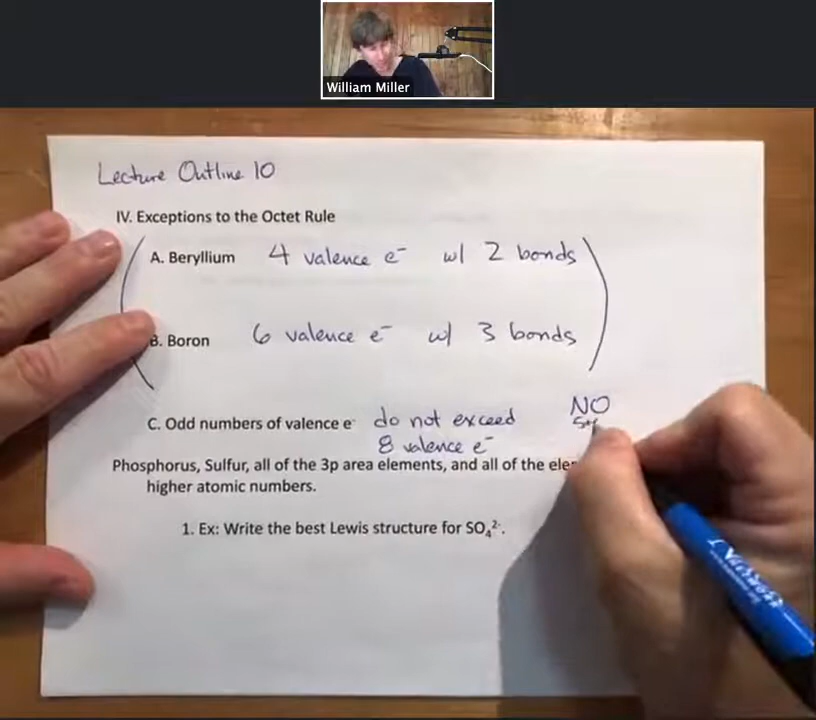 William Miller
Lecture Outline 10
IV. Exceptions to the Octet Rule
A. Beryllium 4 valence e⁻ w/ 2 bonds
B. Boron 6 valence e⁻ w/ 3 bonds
C. Odd numbers of valence e⁻ do not exceed NO
8 valence e⁻
Phosphorus, Sulfur, all of the 3p area elements, and all of the
higher atomic numbers.
1. Ex: Write the best Lewis structure for SO₄²⁻.